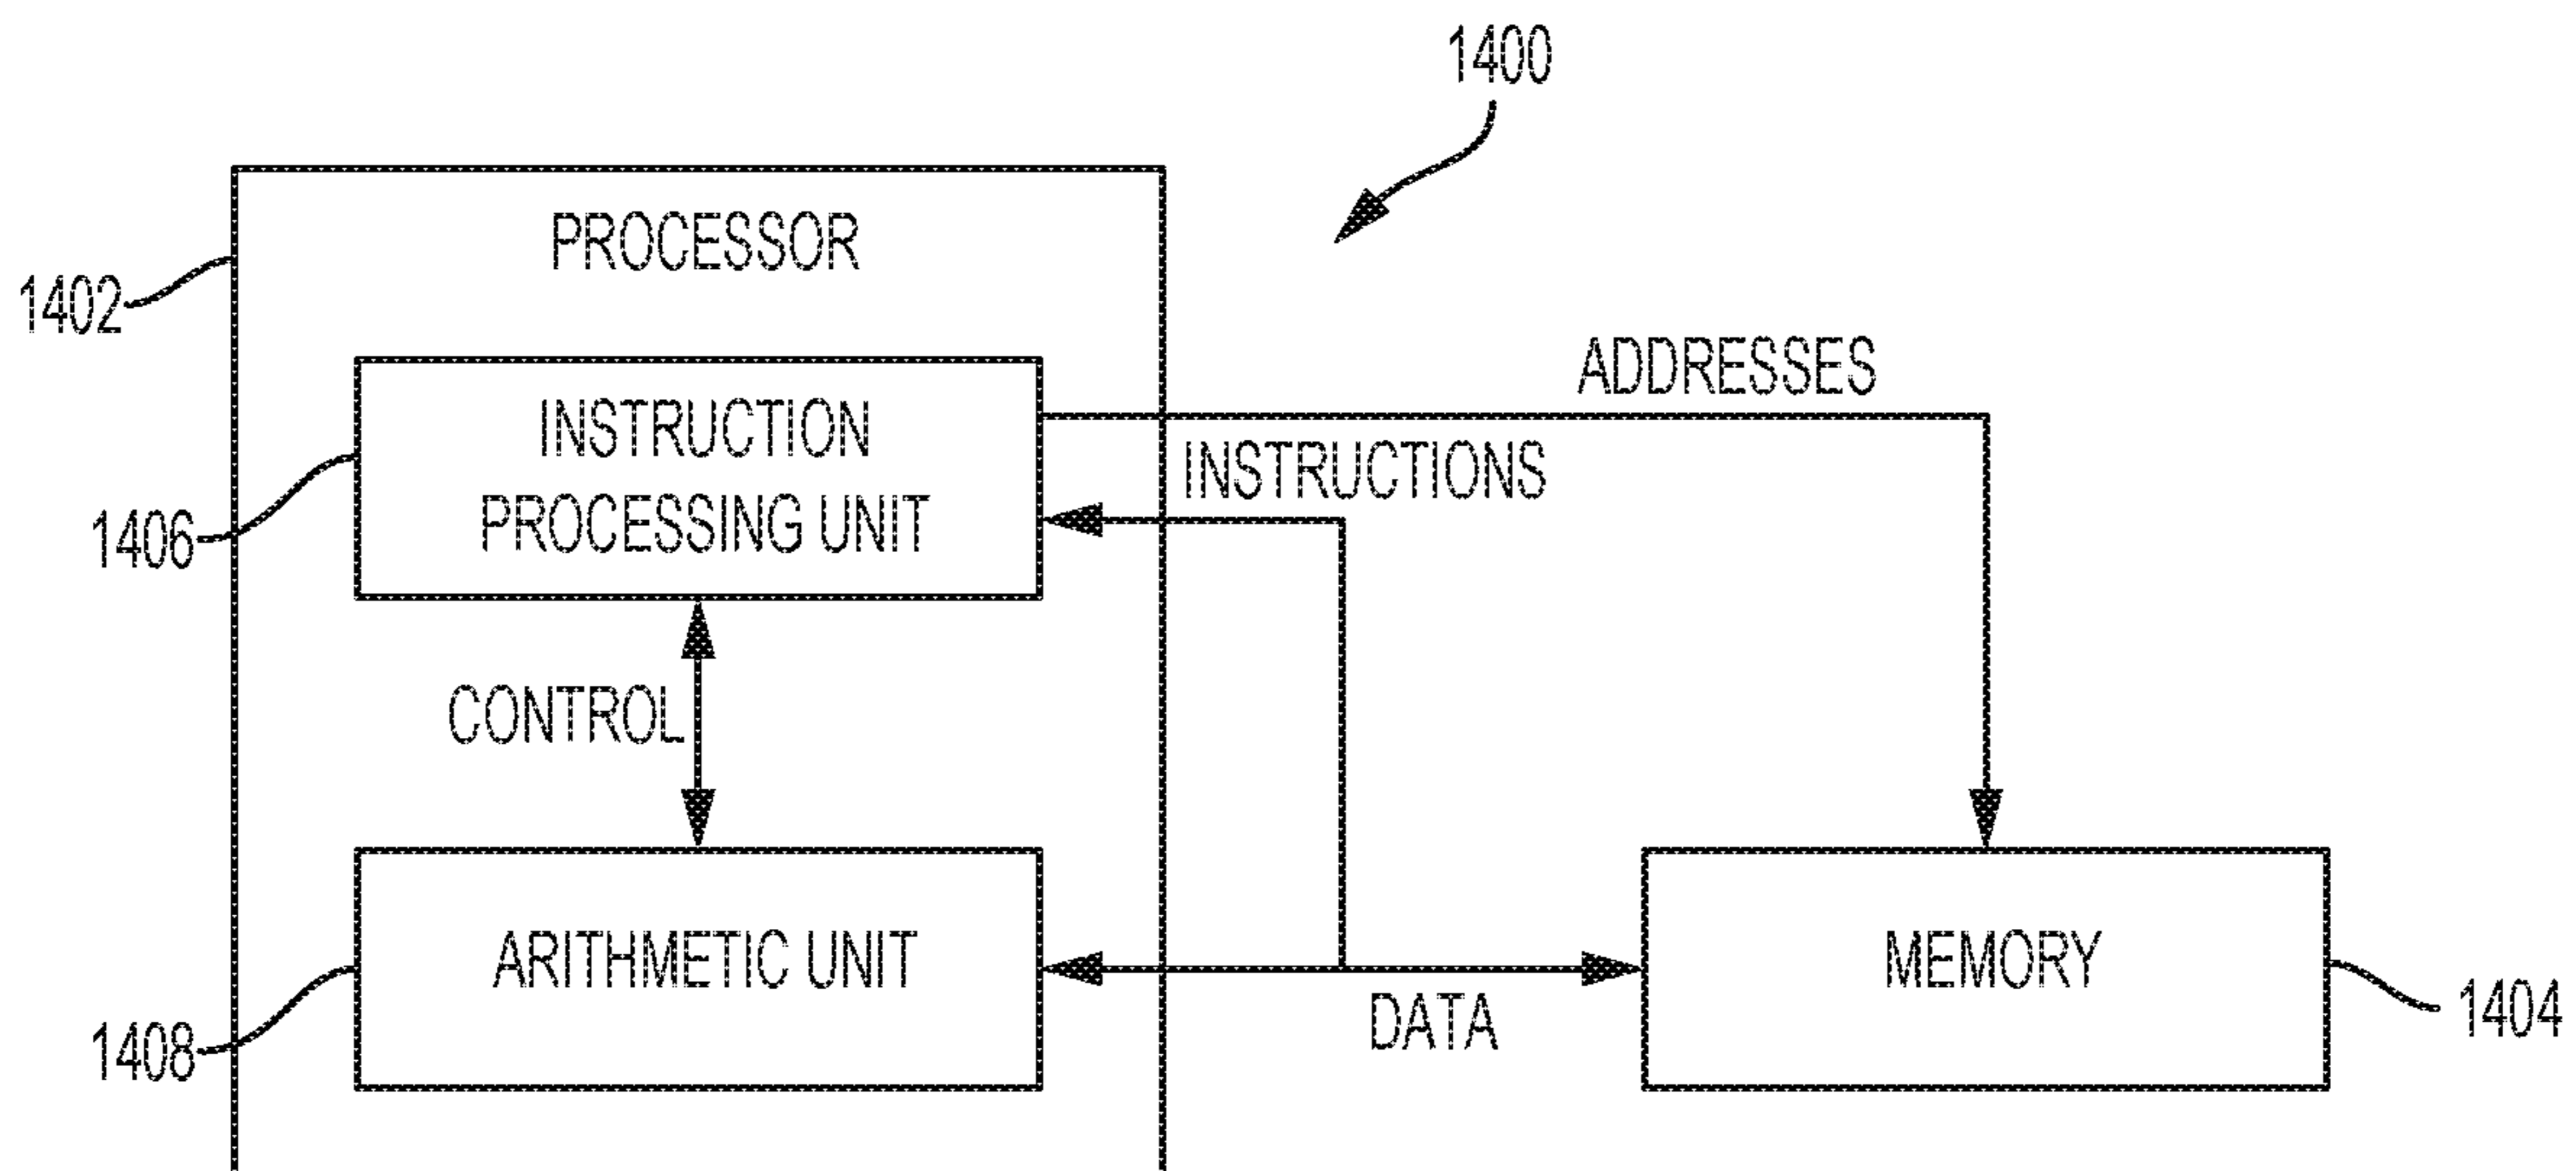 1400
PROCESSOR
1402
ADDRESSES
INSTRUCTION
PROCESSING UNIT
INSTRUCTIONS
1406
CONTROL
ARITHMETIC UNIT
MEMORY
DATA
1404
1408